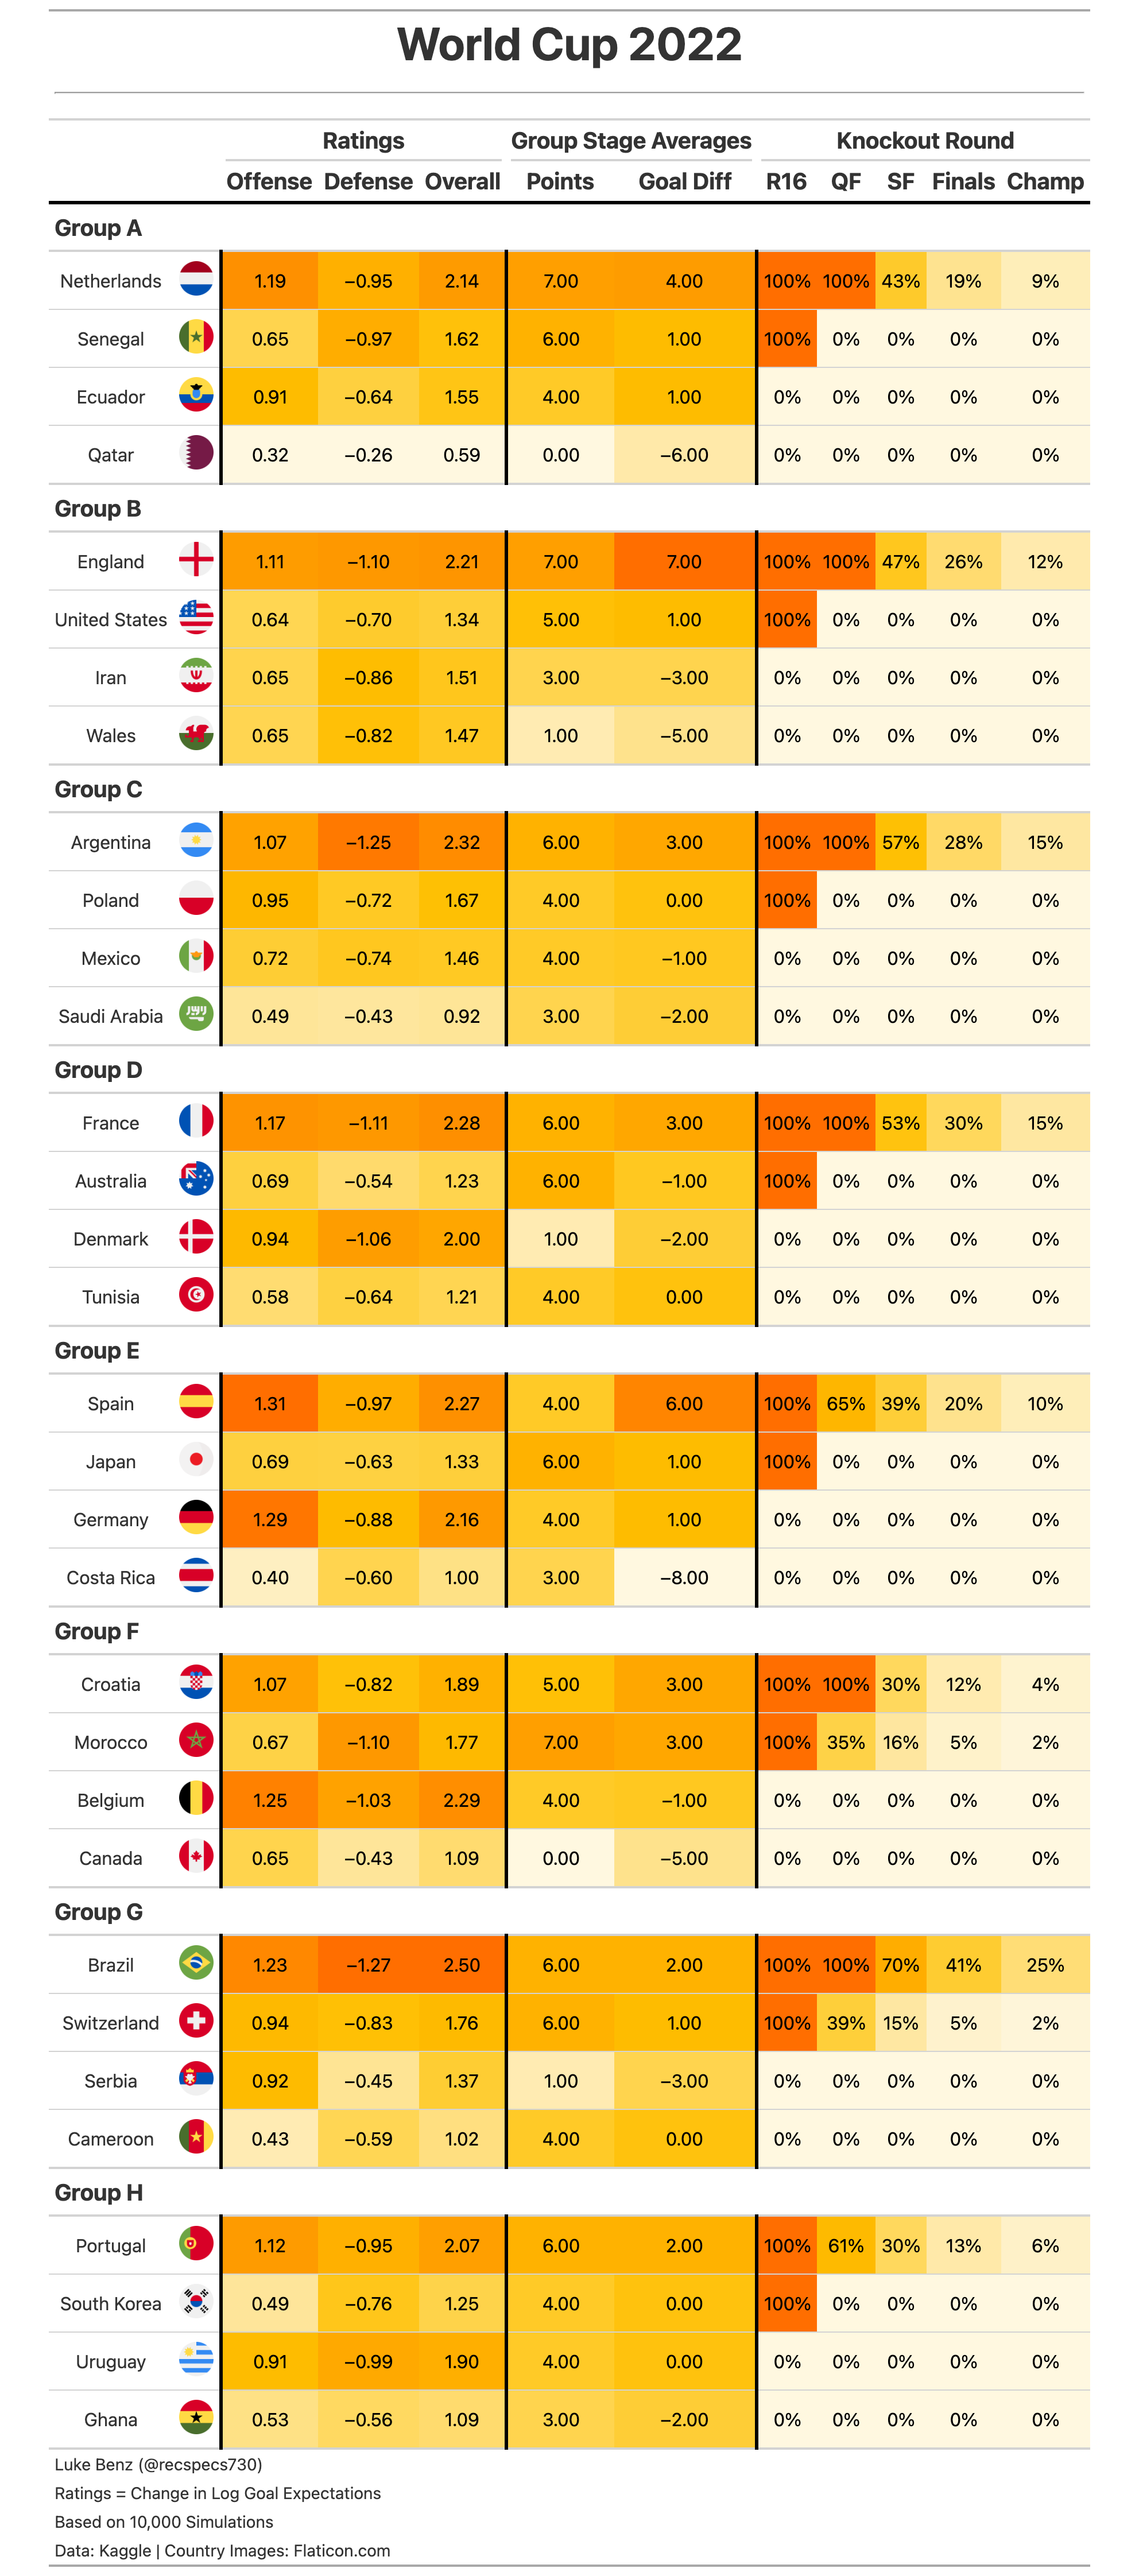 World Cup 2022
Ratings Group Stage Averages Knockout Round
Offense Defense Overall Points Goal Diff R16 QF SF Finals Champ
Group A
Netherlands 1.19 −0.95 2.14 7.00 4.00 100% 100% 43% 19% 9%
Senegal 0.65 −0.97 1.62 6.00 1.00 100% 0% 0% 0% 0%
Ecuador 0.91 −0.64 1.55 4.00 1.00 0% 0% 0% 0% 0%
Qatar 0.32 −0.26 0.59 0.00 −6.00 0% 0% 0% 0% 0%
Group B
England 1.11 −1.10 2.21 7.00 7.00 100% 100% 47% 26% 12%
United States 0.64 −0.70 1.34 5.00 1.00 100% 0% 0% 0% 0%
Iran 0.65 −0.86 1.51 3.00 −3.00 0% 0% 0% 0% 0%
Wales 0.65 −0.82 1.47 1.00 −5.00 0% 0% 0% 0% 0%
Group C
Argentina 1.07 −1.25 2.32 6.00 3.00 100% 100% 57% 28% 15%
Poland 0.95 −0.72 1.67 4.00 0.00 100% 0% 0% 0% 0%
Mexico 0.72 −0.74 1.46 4.00 −1.00 0% 0% 0% 0% 0%
Saudi Arabia 0.49 −0.43 0.92 3.00 −2.00 0% 0% 0% 0% 0%
Group D
France 1.17 −1.11 2.28 6.00 3.00 100% 100% 53% 30% 15%
Australia 0.69 −0.54 1.23 6.00 −1.00 100% 0% 0% 0% 0%
Denmark 0.94 −1.06 2.00 1.00 −2.00 0% 0% 0% 0% 0%
Tunisia 0.58 −0.64 1.21 4.00 0.00 0% 0% 0% 0% 0%
Group E
Spain 1.31 −0.97 2.27 4.00 6.00 100% 65% 39% 20% 10%
Japan 0.69 −0.63 1.33 6.00 1.00 100% 0% 0% 0% 0%
Germany 1.29 −0.88 2.16 4.00 1.00 0% 0% 0% 0% 0%
Costa Rica 0.40 −0.60 1.00 3.00 −8.00 0% 0% 0% 0% 0%
Group F
Croatia 1.07 −0.82 1.89 5.00 3.00 100% 100% 30% 12% 4%
Morocco 0.67 −1.10 1.77 7.00 3.00 100% 35% 16% 5% 2%
Belgium 1.25 −1.03 2.29 4.00 −1.00 0% 0% 0% 0% 0%
Canada 0.65 −0.43 1.09 0.00 −5.00 0% 0% 0% 0% 0%
Group G
Brazil 1.23 −1.27 2.50 6.00 2.00 100% 100% 70% 41% 25%
Switzerland 0.94 −0.83 1.76 6.00 1.00 100% 39% 15% 5% 2%
Serbia 0.92 −0.45 1.37 1.00 −3.00 0% 0% 0% 0% 0%
Cameroon 0.43 −0.59 1.02 4.00 0.00 0% 0% 0% 0% 0%
Group H
Portugal 1.12 −0.95 2.07 6.00 2.00 100% 61% 30% 13% 6%
South Korea 0.49 −0.76 1.25 4.00 0.00 100% 0% 0% 0% 0%
Uruguay 0.91 −0.99 1.90 4.00 0.00 0% 0% 0% 0% 0%
Ghana 0.53 −0.56 1.09 3.00 −2.00 0% 0% 0% 0% 0%
Luke Benz (@recspecs730)
Ratings = Change in Log Goal Expectations
Based on 10,000 Simulations
Data: Kaggle | Country Images: Flaticon.com